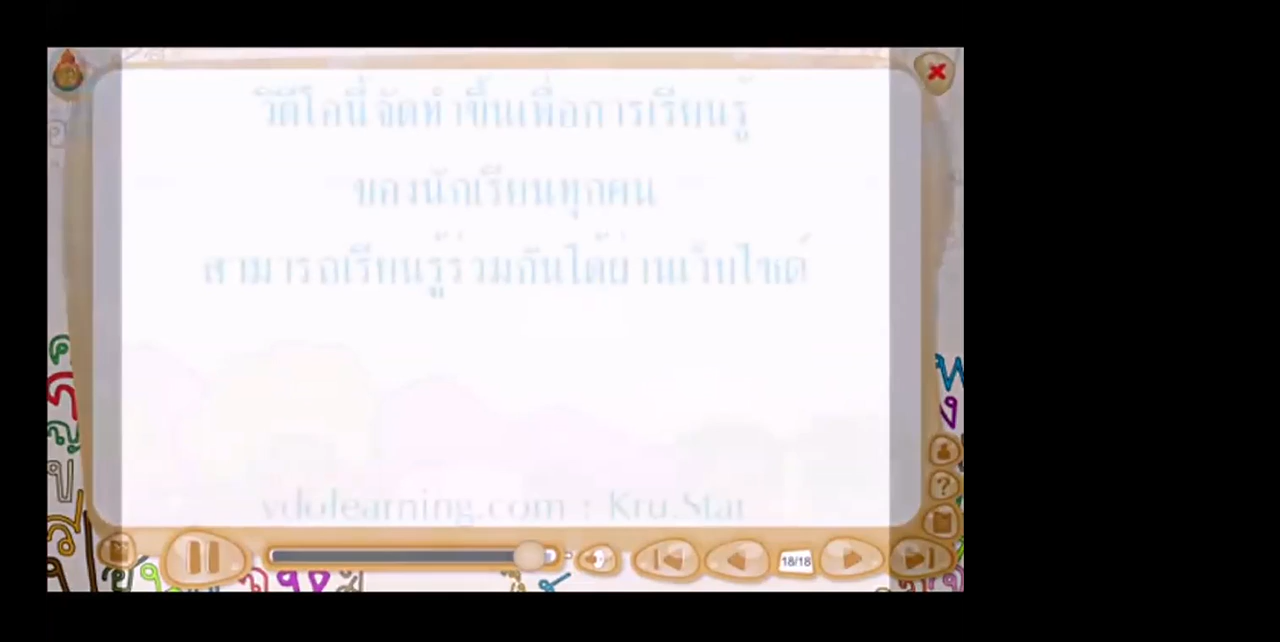 วิดีโอนี้จัดทำขึ้นเพื่อการเรียนรู้
ของนักเรียนทุกคน
สามารถเรียนรู้ร่วมกันได้ผ่านเว็บไซต์
vdolearning.com : Kru.Stat
18/18